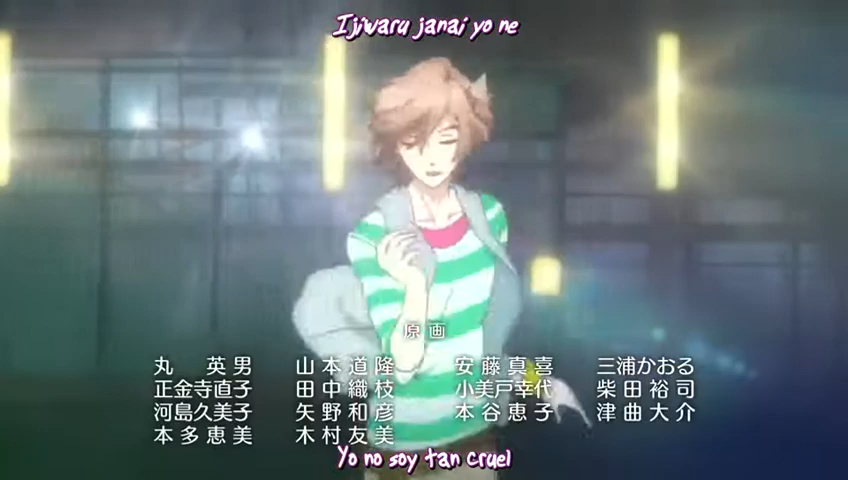 Ijiwaru janai yo ne
原画
丸　英男 山本道隆 安藤真喜 三浦かおる
正金寺直子 田中織枝 小美戸幸代 柴田裕司
河島久美子 矢野和彦 本谷恵子 津曲大介
本多恵美 木村友美
Yo no soy tan cruel